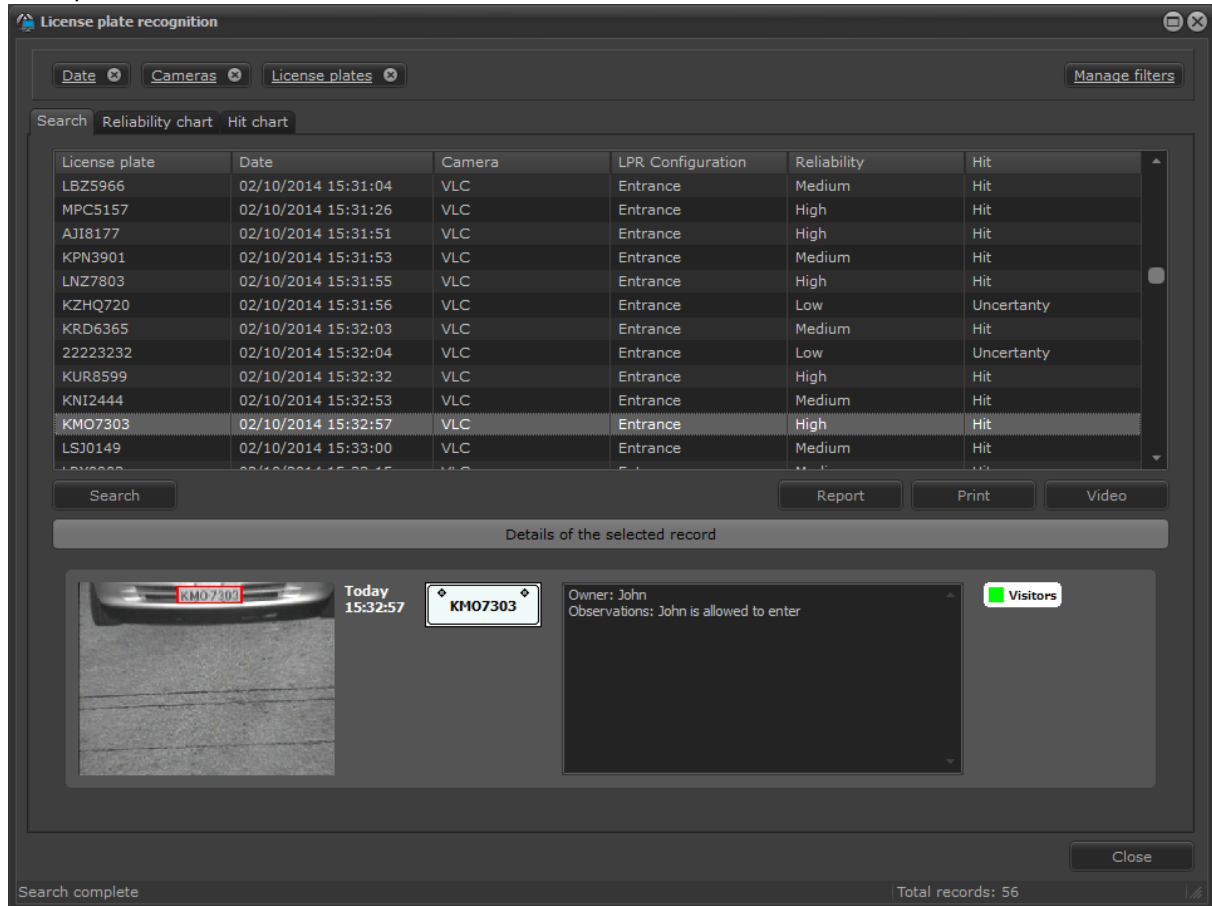 License plate recognition
Date Cameras License plates Manage filters
Search Reliability chart Hit chart
License plate Date Camera LPR Configuration Reliability Hit
LBZ5966 02/10/2014 15:31:04 VLC Entrance Medium Hit
MPC5157 02/10/2014 15:31:26 VLC Entrance High Hit
AJI8177 02/10/2014 15:31:51 VLC Entrance High Hit
KPN3901 02/10/2014 15:31:53 VLC Entrance Medium Hit
LNZ7803 02/10/2014 15:31:55 VLC Entrance High Hit
KZHQ720 02/10/2014 15:31:56 VLC Entrance Low Uncertanty
KRD6365 02/10/2014 15:32:03 VLC Entrance Medium Hit
22223232 02/10/2014 15:32:04 VLC Entrance Low Uncertanty
KUR8599 02/10/2014 15:32:32 VLC Entrance High Hit
KNI2444 02/10/2014 15:32:53 VLC Entrance Medium Hit
KMO7303 02/10/2014 15:32:57 VLC Entrance High Hit
LSJ0149 02/10/2014 15:33:00 VLC Entrance Medium Hit
Search Report Print Video
Details of the selected record
KMO7303
Today
15:32:57
KMO7303
Owner: John
Observations: John is allowed to enter
Visitors
Close
Search complete Total records: 56